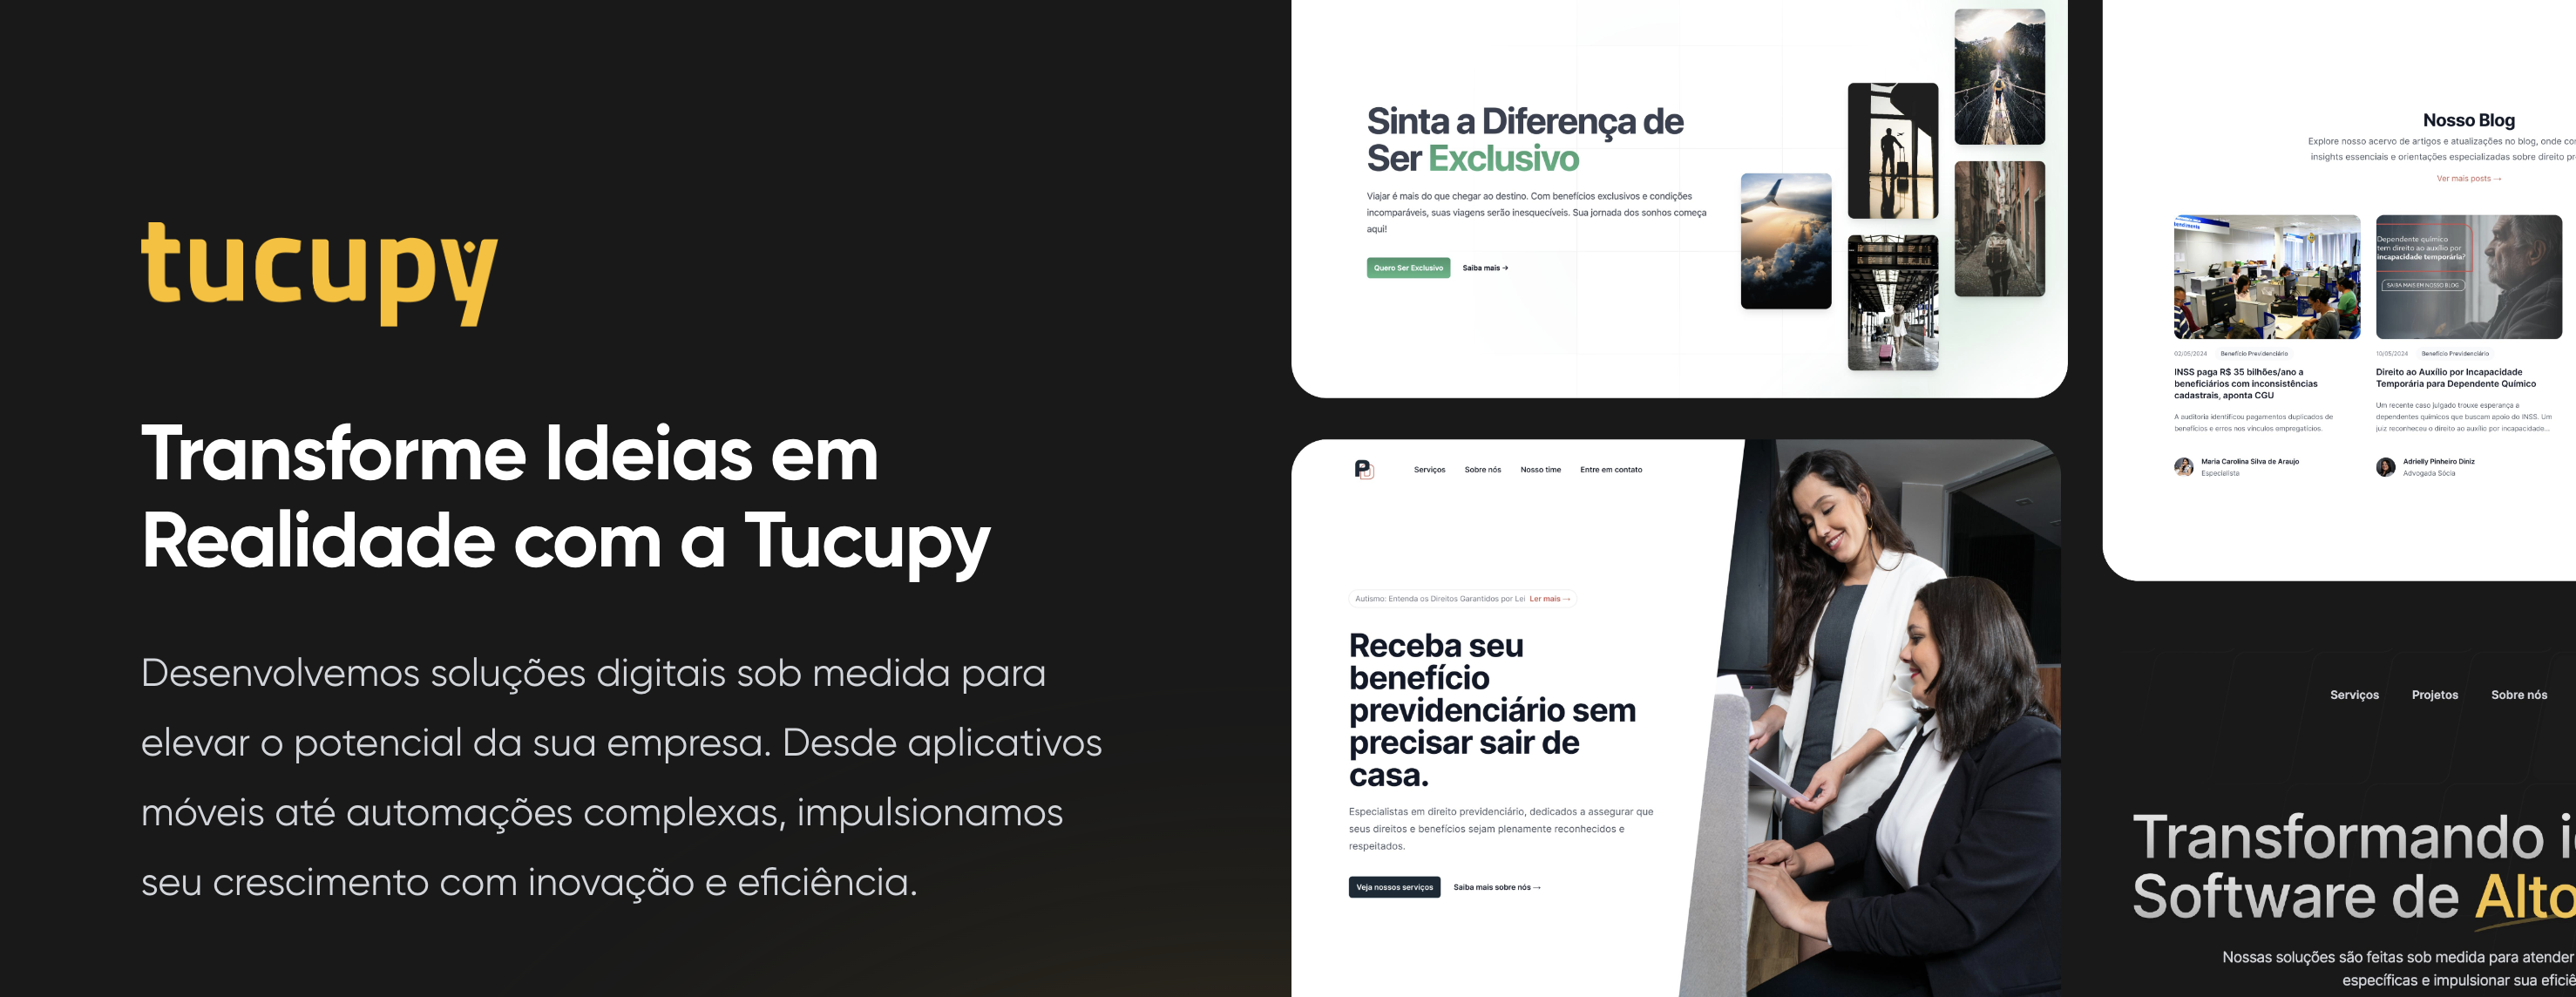 tucupy
Transforme Ideias em
Realidade com a Tucupy
Desenvolvemos soluções digitais sob medida para
elevar o potencial da sua empresa. Desde aplicativos
móveis até automações complexas, impulsionamos
seu crescimento com inovação e eficiência.
Sinta a Diferença de
Ser Exclusivo
Viajar é mais do que chegar ao destino. Com benefícios exclusivos e condições
incomparáveis, suas viagens serão inesquecíveis. Sua jornada dos sonhos começa
aqui!
Quero Ser Exclusivo Saiba mais →
Serviços Sobre nós Nosso time Entre em contato
Autismo: Entenda os Direitos Garantidos por Lei Ler mais →
Receba seu
benefício
previdenciário sem
precisar sair de
casa.
Especialistas em direito previdenciário, dedicados a assegurar que
seus direitos e benefícios sejam plenamente reconhecidos e
respeitados.
Veja nossos serviços Saiba mais sobre nós →
Nosso Blog
Explore nosso acervo de artigos e atualizações no blog, onde
insights essenciais e orientações especializadas sobre direito
Ver mais posts →
Dependente químico
tem direito ao auxílio por
incapacidade temporária?
SAIBA MAIS EM NOSSO BLOG
02/05/2024 Benefício Previdenciário
INSS paga R$ 35 bilhões/ano a
beneficiários com inconsistências
cadastrais, aponta CGU
A auditoria identificou pagamentos duplicados de
benefícios e erros nos vínculos empregatícios.
Maria Carolina Silva de Araujo
Especialista
10/05/2024 Benefício Previdenciário
Direito ao Auxílio por Incapacidade
Temporária para Dependente Químico
Um recente caso julgado trouxe esperança a
dependentes químicos que buscam apoio do INSS. Um
juiz reconheceu o direito ao auxílio por incapacidade...
Adrielly Pinheiro Diniz
Advogada Sócia
Serviços Projetos Sobre nós
Transformando
Software de Alto
Nossas soluções são feitas sob medida para atender
específicas e impulsionar sua